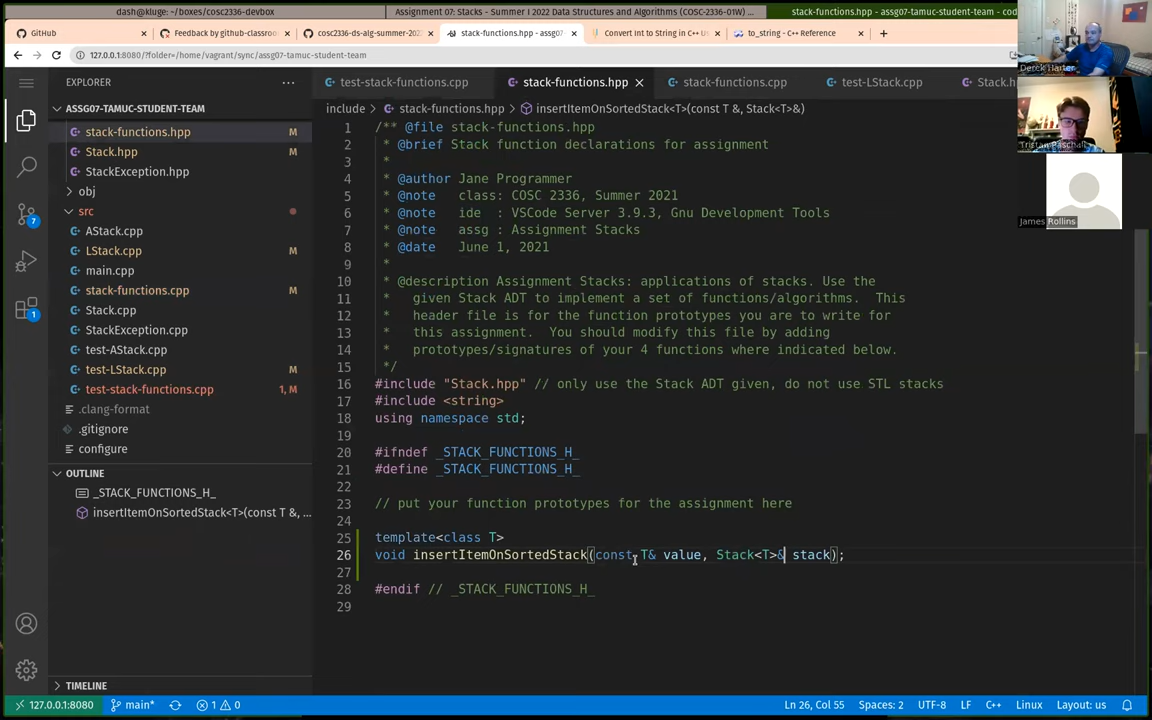 dash@kluge: ~/boxes/cosc2336-devbox
Assignment 07: Stacks - Summer I 2022 Data Structures and Algorithms (COSC-2336-01W)
stack-functions.hpp - assg07-tamuc-student-team - cod
GitHub
Feedback by github-classroo
cosc2336-ds-alg-summer-2022
stack-functions.hpp - assg07
Convert Int to String in C++ Us
to_string - C++ Reference
127.0.0.1:8080/?folder=/home/vagrant/sync/assg07-tamuc-student-team
EXPLORER
ASSG07-TAMUC-STUDENT-TEAM
stack-functions.hpp M
Stack.hpp M
StackException.hpp
obj
src
AStack.cpp
LStack.cpp M
main.cpp
stack-functions.cpp M
Stack.cpp
StackException.cpp
test-AStack.cpp
test-LStack.cpp M
test-stack-functions.cpp 1, M
.clang-format
.gitignore
configure
OUTLINE
_STACK_FUNCTIONS_H_
insertItemOnSortedStack<T>(const T &, ...
TIMELINE
7
1
test-stack-functions.cpp
stack-functions.hpp
stack-functions.cpp
test-LStack.cpp
Stack.h
include > stack-functions.hpp > insertItemOnSortedStack<T>(const T &, Stack<T>&)
1 /** @file stack-functions.hpp
2 * @brief Stack function declarations for assignment
3 *
4 * @author Jane Programmer
5 * @note class: COSC 2336, Summer 2021
6 * @note ide : VSCode Server 3.9.3, Gnu Development Tools
7 * @note assg : Assignment Stacks
8 * @date June 1, 2021
9 *
10 * @description Assignment Stacks: applications of stacks. Use the
11 * given Stack ADT to implement a set of functions/algorithms. This
12 * header file is for the function prototypes you are to write for
13 * this assignment. You should modify this file by adding
14 * prototypes/signatures of your 4 functions where indicated below.
15 */
16 #include "Stack.hpp" // only use the Stack ADT given, do not use STL stacks
17 #include <string>
18 using namespace std;
19
20 #ifndef _STACK_FUNCTIONS_H_
21 #define _STACK_FUNCTIONS_H_
22
23 // put your function prototypes for the assignment here
24
25 template<class T>
26 void insertItemOnSortedStack(const T& value, Stack<T>& stack);
27
28 #endif // _STACK_FUNCTIONS_H_
29
Derek Harter
Tristan Paschall
James Rollins
127.0.0.1:8080
main*
1 0
Ln 26, Col 55
Spaces: 2
UTF-8
LF
C++
Linux
Layout: us